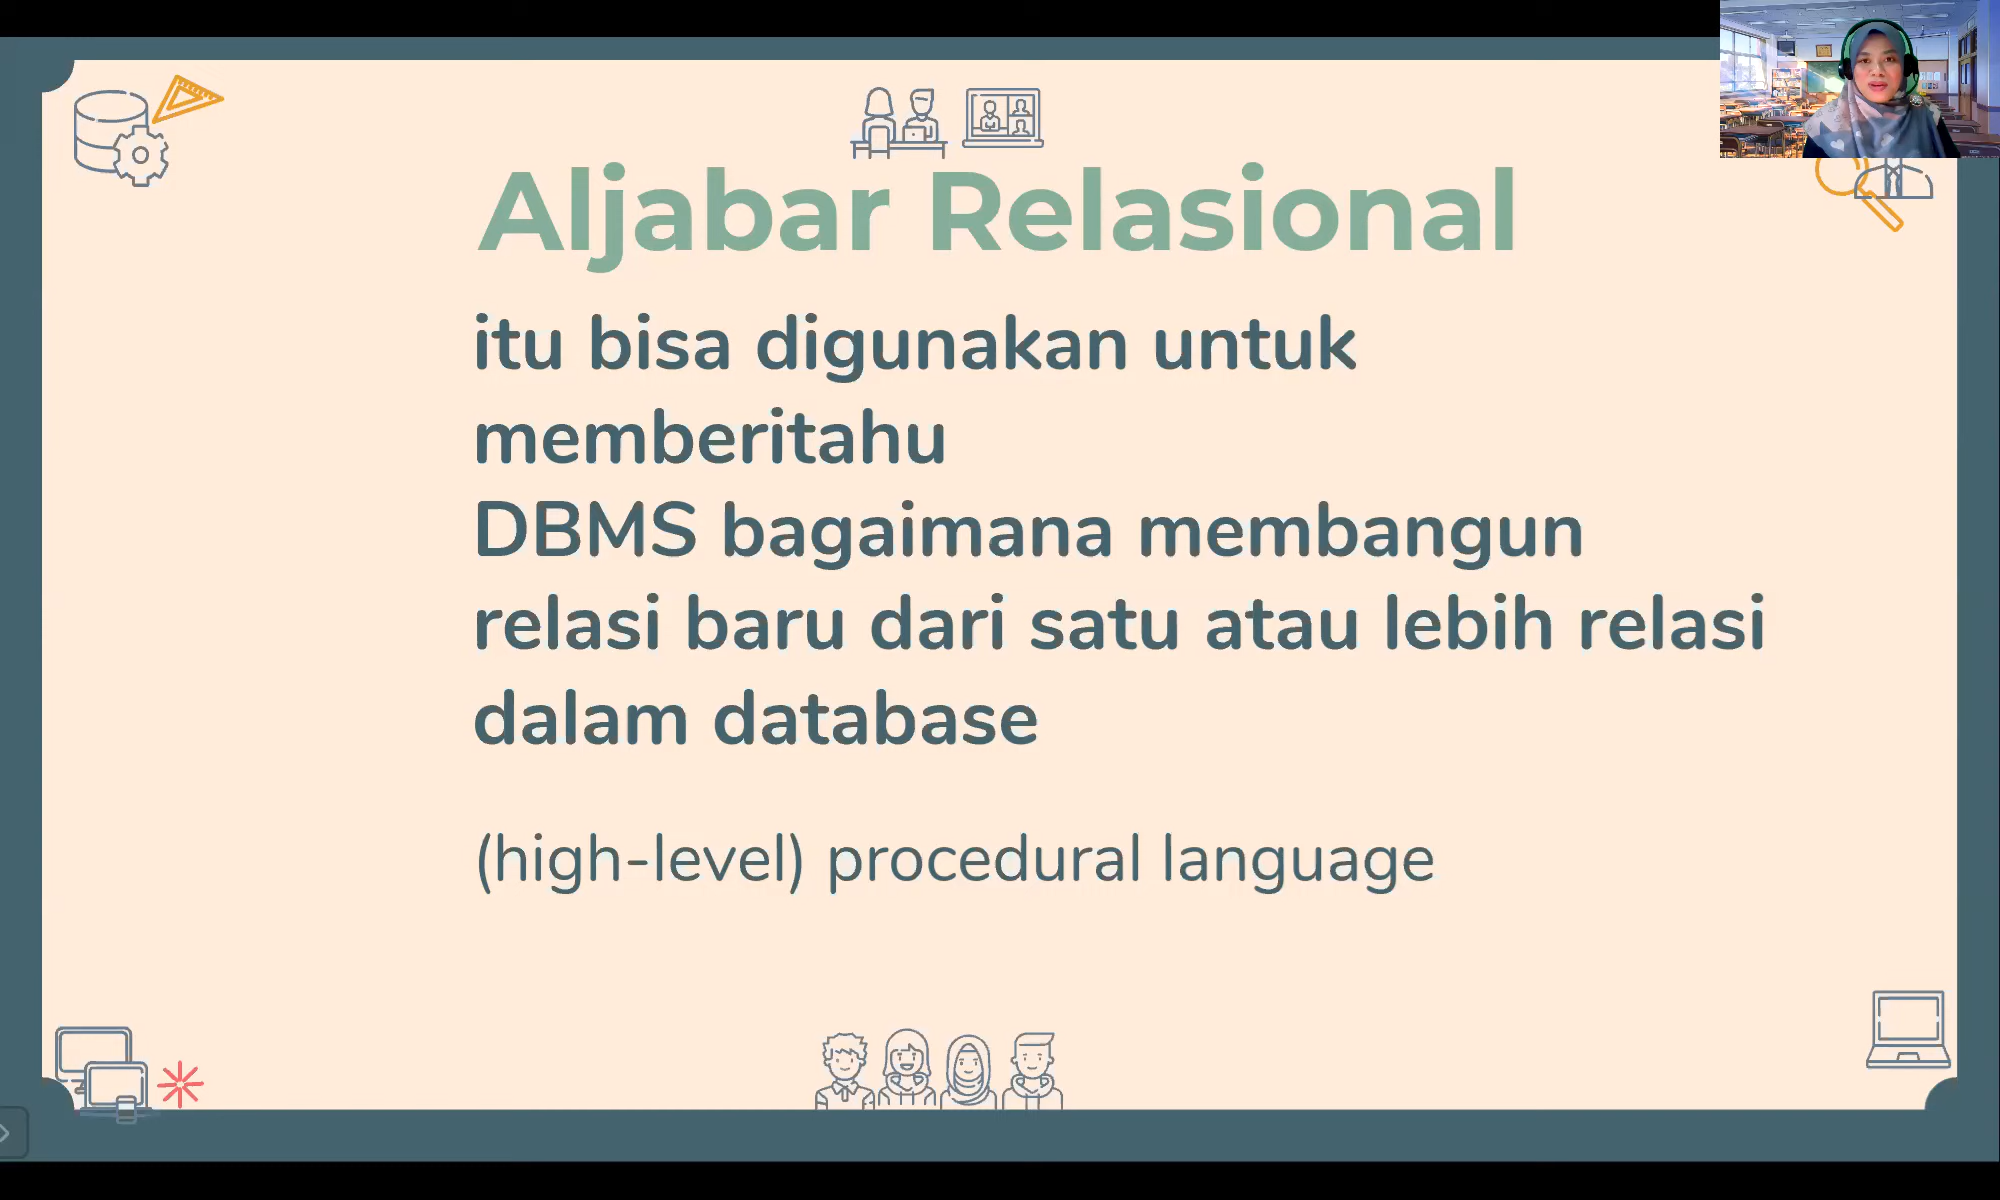 Aljabar Relasional
itu bisa digunakan untuk
memberitahu
DBMS bagaimana membangun
relasi baru dari satu atau lebih relasi
dalam database
(high-level) procedural language